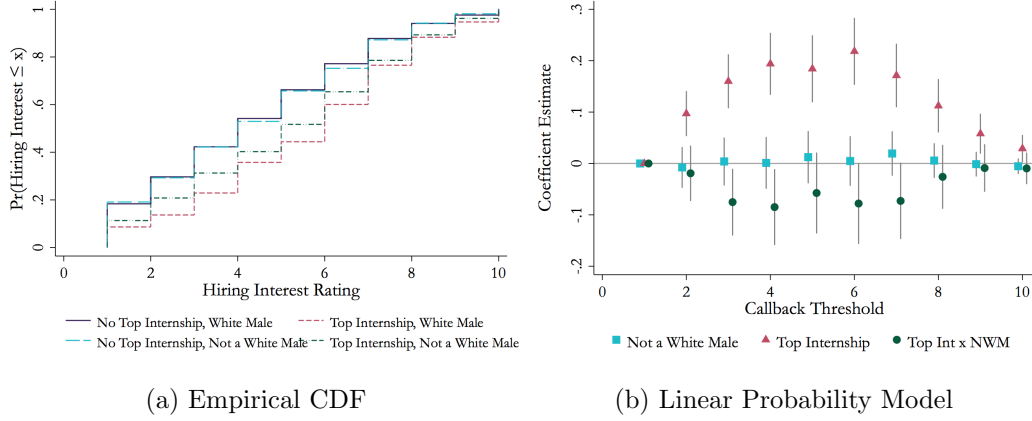 Pr(Hiring Interest ≤ x)
1
.8
.6
.4
.2
0
0 2 4 6 8 10
Hiring Interest Rating
No Top Internship, White Male
Top Internship, White Male
No Top Internship, Not a White Male
Top Internship, Not a White Male
(a) Empirical CDF
Coefficient Estimate
.3
.2
.1
0
-.1
-.2
0 2 4 6 8 10
Callback Threshold
Not a White Male
Top Internship
Top Int x NWM
(b) Linear Probability Model